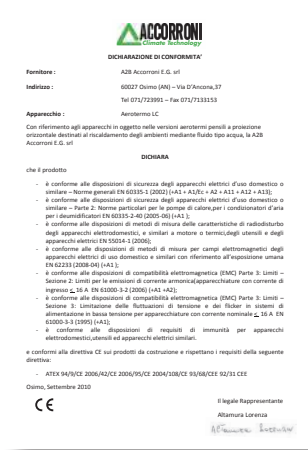 ACCORRONI
Climate Technology
DICHIARAZIONE DI CONFORMITA'
Fornitore : A2B Accorroni E.G. srl
Indirizzo : 60027 Osimo (AN) – Via D'Ancona,37
Tel 071/723991 – Fax 071/7133153
Apparecchio : Aerotermo LC
Con riferimento agli apparecchi in oggetto nelle versioni aerotermi pensili a proiezione
orizzontale destinati al riscaldamento degli ambienti mediante fluido tipo acqua, la A2B
Accorroni E.G. srl
DICHIARA
che il prodotto
- è conforme alle disposizioni di sicurezza degli apparecchi elettrici d'uso domestico o
similare – Norme generali EN 60335-1 (2002) (+A1 + A1/Ec + A2 + A11 + A12 + A13);
- è conforme alle disposizioni di sicurezza degli apparecchi elettrici d'uso domestico o
similare – Parte 2: Norme particolari per le pompe di calore,per i condizionatori d'aria
per i deumidificatori EN 60335-2-40 (2005-06) (+A1 );
- è conforme alle disposizioni di metodi di misura delle caratteristiche di radiodisturbo
degli apparecchi elettrodomestici, e similari a motore o termici,degli utensili e degli
apparecchi elettrici EN 55014-1 (2006);
- è conforme alle disposizioni di metodi di misura per campi elettromagnetici degli
apparecchi elettrici di uso domestico e similari con riferimento all'esposizione umana
EN 62233 (2008-04) (+A1 );
- è conforme alle disposizioni di compatibilità elettromagnetica (EMC) Parte 3: Limiti –
Sezione 2: Limiti per le emissioni di corrente armonica(apparecchiature con corrente di
ingresso ≤ 16 A EN 61000-3-2 (2006) (+A1 +A2);
- è conforme alle disposizioni di compatibilità elettromagnetica (EMC) Parte 3: Limiti –
Sezione 3: Limitazione delle fluttuazioni di tensione e dei flicker in sistemi di
alimentazione in bassa tensione per apparecchiature con corrente nominale ≤ 16 A EN
61000-3-3 (1995) (+A1);
- è conforme alle disposizioni di requisiti di immunità per apparecchi
elettrodomestici,utensili ed apparecchi elettrici similari.
e conformi alla direttiva CE sui prodotti da costruzione e rispettano i requisiti della seguente
direttiva:
- ATEX 94/9/CE 2006/42/CE 2006/95/CE 2004/108/CE 93/68/CEE 92/31 CEE
Osimo, Settembre 2010
CE
Il legale Rappresentante
Altamura Lorenza
Altamura Lorenza